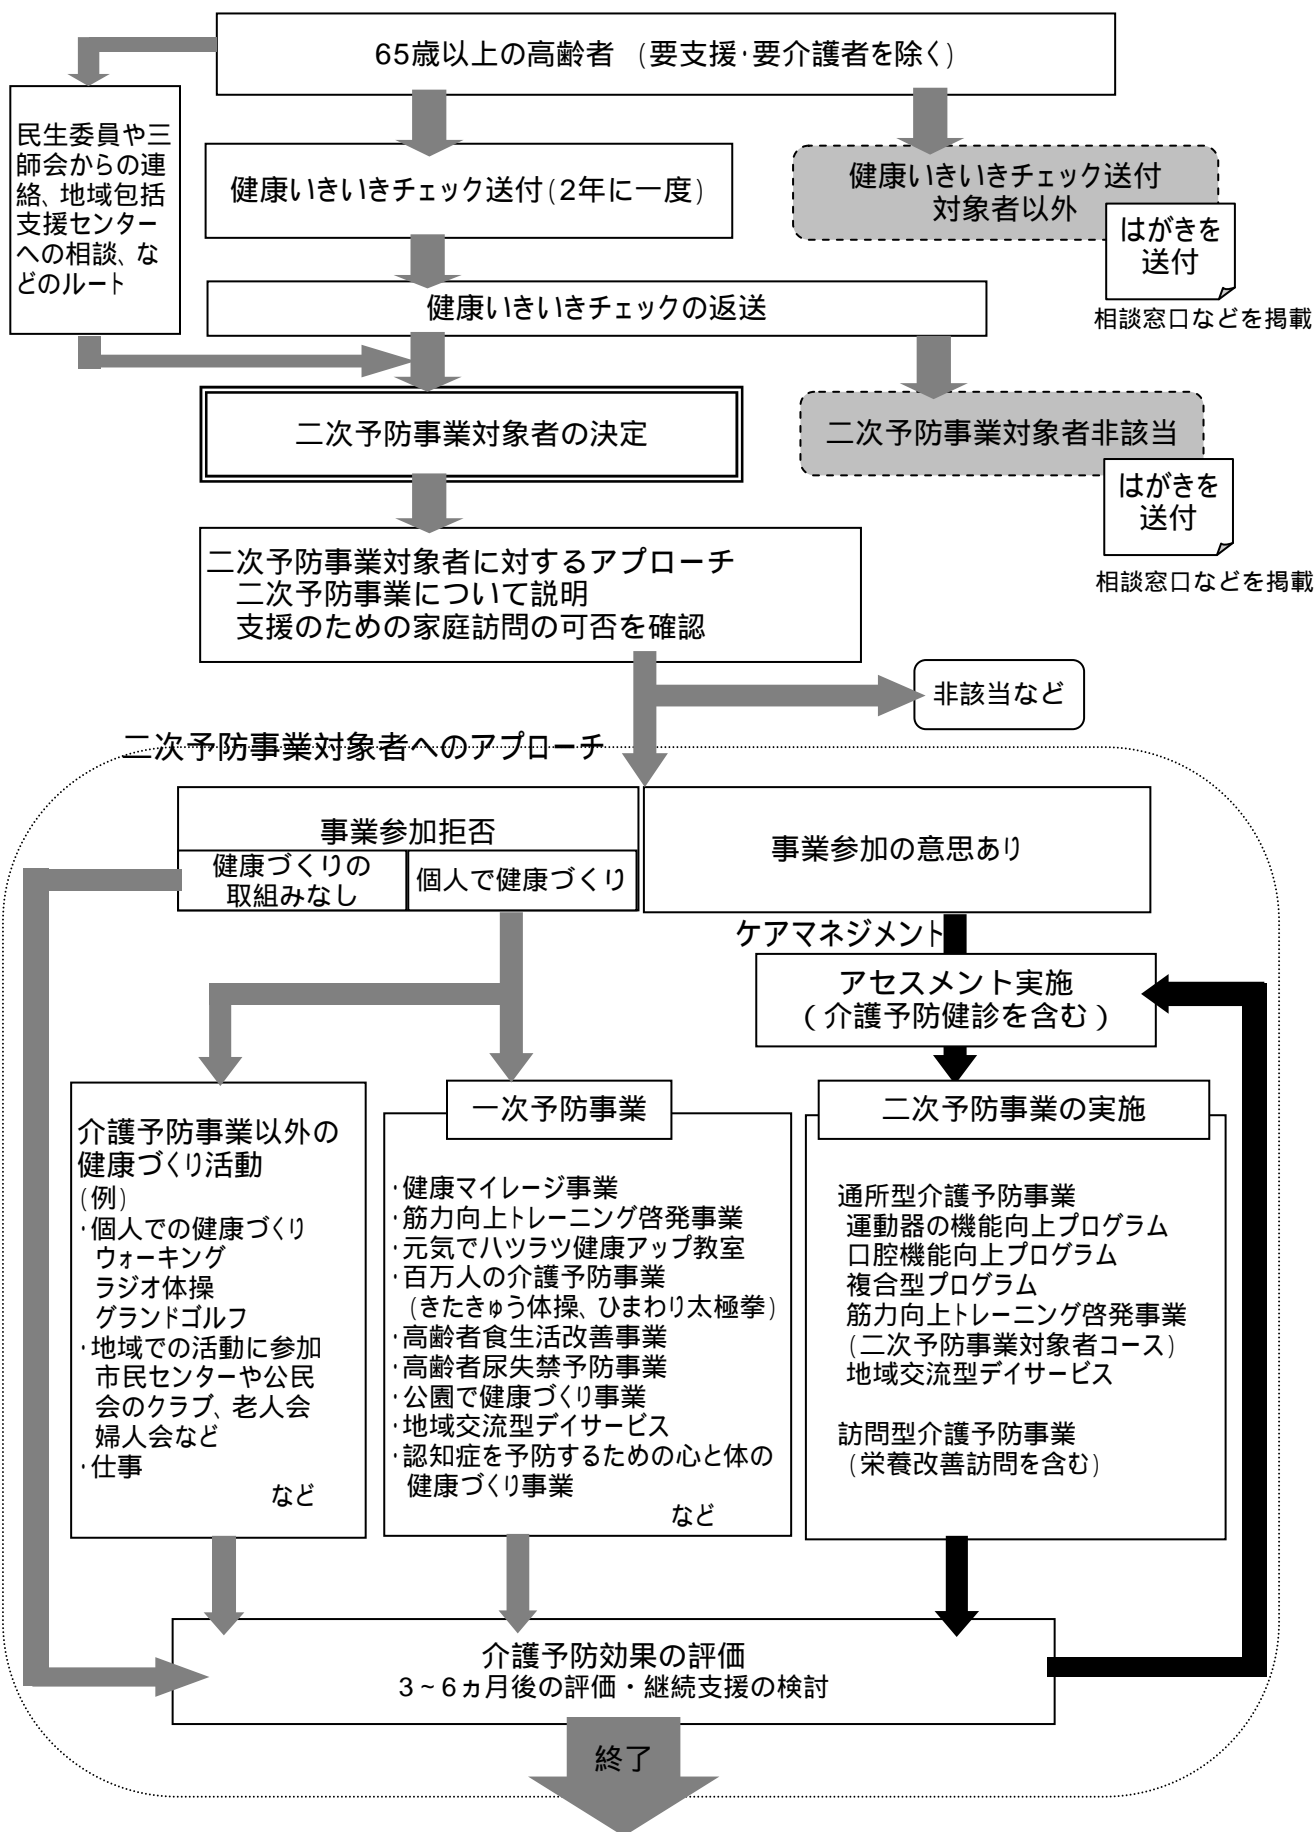 65歳以上の高齢者 (要支援･要介護者を除く)
民生委員や三
師会からの連
絡、地域包括
支援センター
への相談、な
どのルート
健康いきいきチェック送付(2年に一度)
健康いきいきチェック送付
対象者以外
はがきを
送付
相談窓口などを掲載
健康いきいきチェックの返送
二次予防事業対象者の決定
二次予防事業対象者非該当
はがきを
送付
相談窓口などを掲載
二次予防事業対象者に対するアプローチ
二次予防事業について説明
支援のための家庭訪問の可否を確認
非該当など
二次予防事業対象者へのアプローチ
事業参加拒否
健康づくりの
取組みなし
個人で健康づくり
事業参加の意思あり
ケアマネジメント
アセスメント実施
(介護予防健診を含む)
介護予防事業以外の
健康づくり活動
(例)
･個人での健康づくり
ウォーキング
ラジオ体操
グランドゴルフ
･地域での活動に参加
市民センターや公民
会のクラブ、老人会
婦人会など
･仕事
など
一次予防事業
･健康マイレージ事業
･筋力向上トレーニング啓発事業
･元気でハツラツ健康アップ教室
･百万人の介護予防事業
(きたきゅう体操、ひまわり太極拳)
･高齢者食生活改善事業
･高齢者尿失禁予防事業
･公園で健康づくり事業
･地域交流型デイサービス
･認知症を予防するための心と体の
健康づくり事業
など
二次予防事業の実施
通所型介護予防事業
運動器の機能向上プログラム
口腔機能向上プログラム
複合型プログラム
筋力向上トレーニング啓発事業
(二次予防事業対象者コース)
地域交流型デイサービス
訪問型介護予防事業
(栄養改善訪問を含む)
介護予防効果の評価
3~6ヵ月後の評価・継続支援の検討
終了